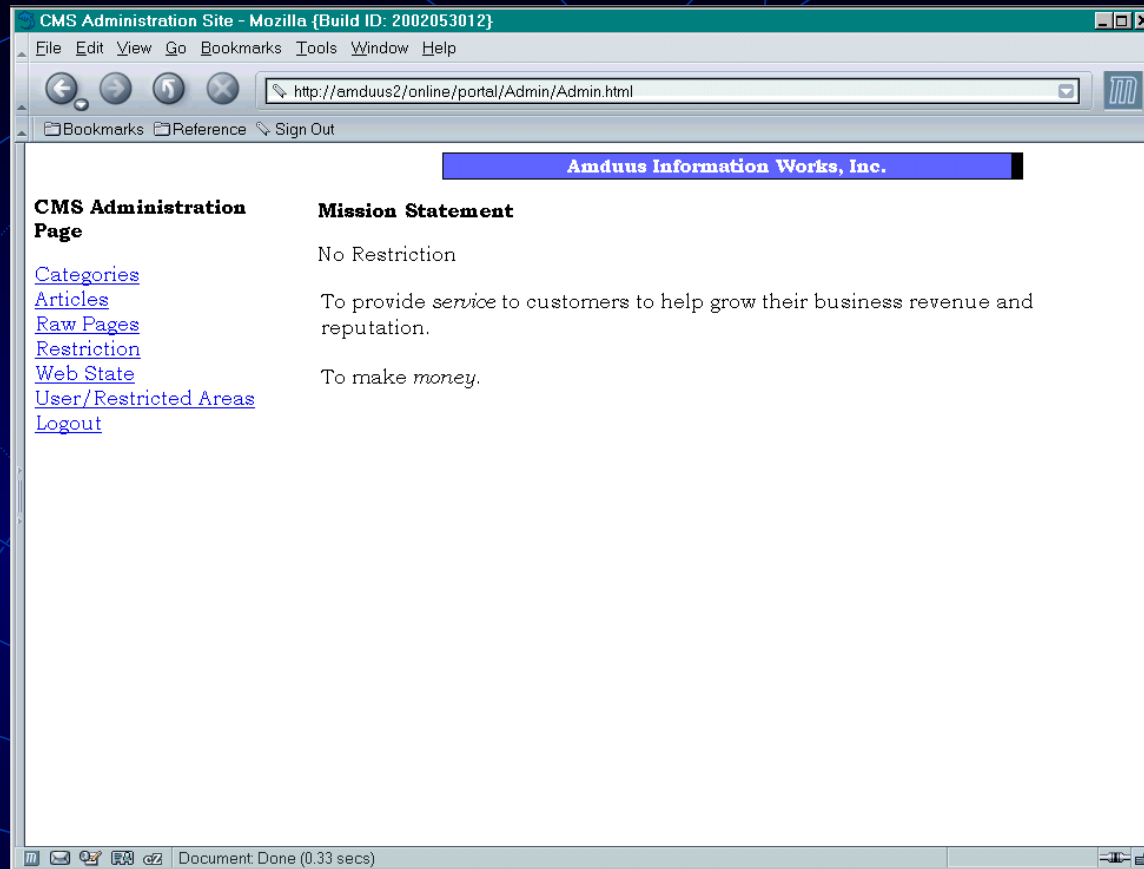 CMS Administration Site - Mozilla {Build ID: 2002053012}
File Edit View Go Bookmarks Tools Window Help
http://amduus2/online/portal/Admin/Admin.html
Bookmarks Reference Sign Out
Amduus Information Works, Inc.
CMS Administration
Page
Categories
Articles
Raw Pages
Restriction
Web State
User/Restricted Areas
Logout
Mission Statement
No Restriction
To provide service to customers to help grow their business revenue and
reputation.
To make money.
Document: Done (0.33 secs)